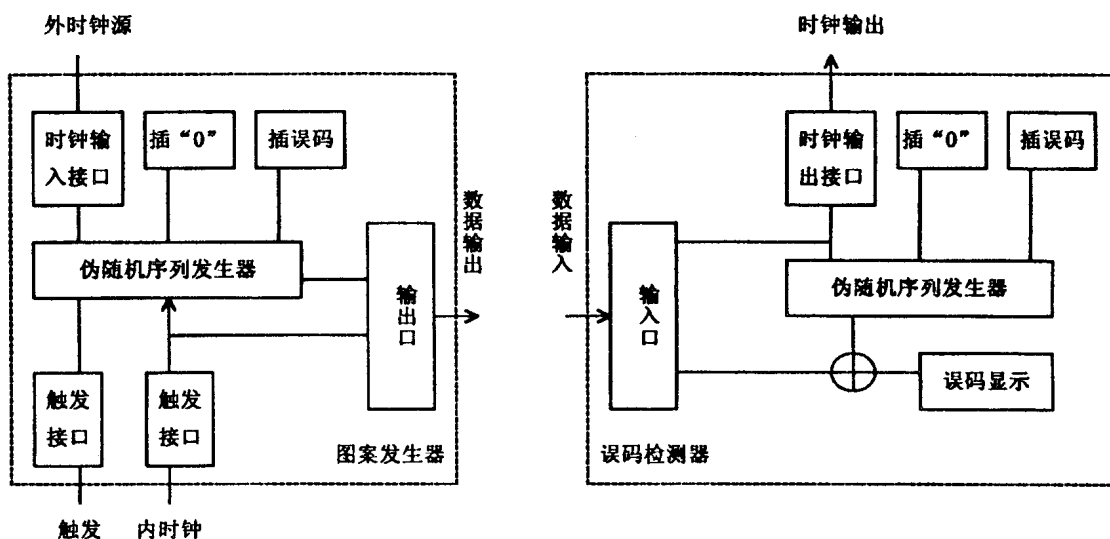 外时钟源
时钟输入接口
插“0”
插误码
伪随机序列发生器
触发接口
触发接口
输出口
数据输出
图案发生器
触发
内时钟
时钟输出
时钟输出接口
插“0”
插误码
数据输入
输入口
伪随机序列发生器
误码显示
误码检测器